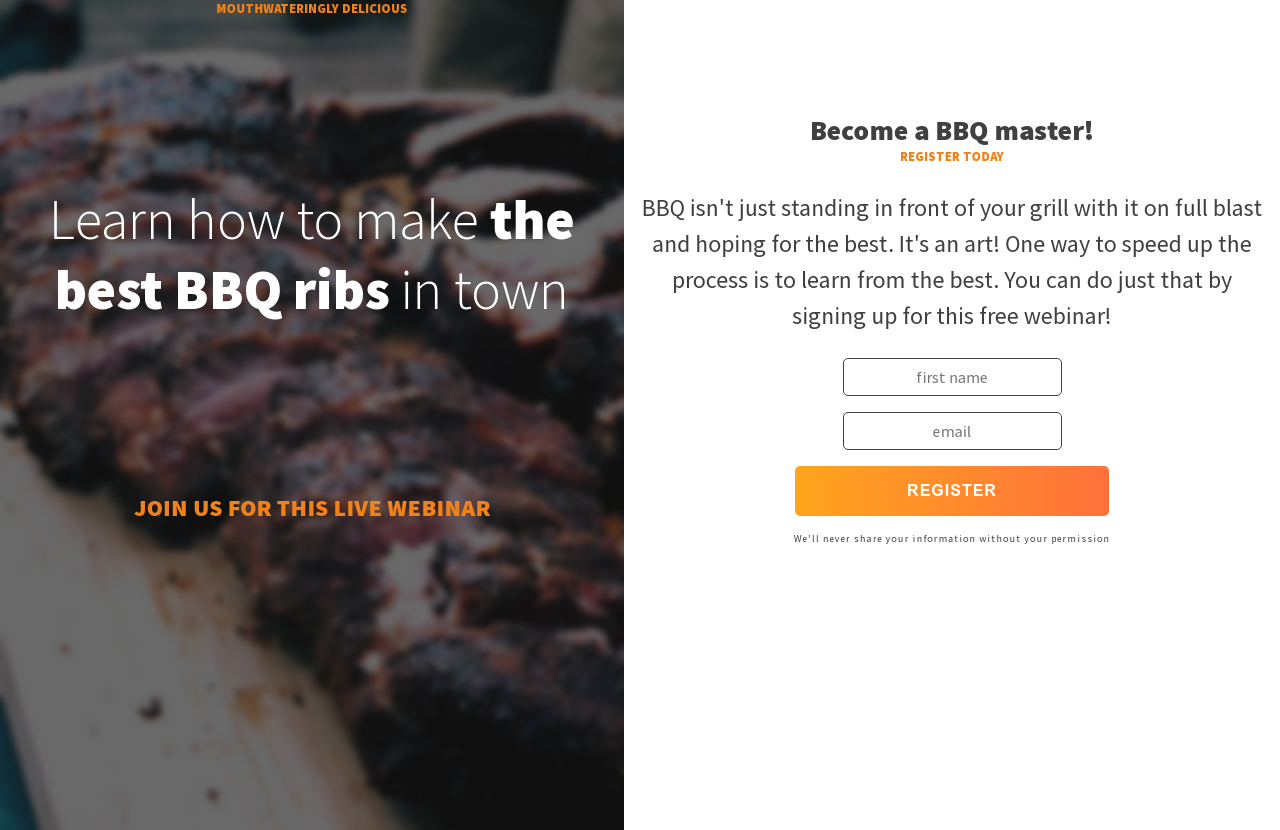 MOUTHWATERINGLY DELICIOUS
Learn how to make the
best BBQ ribs in town
JOIN US FOR THIS LIVE WEBINAR
Become a BBQ master!
REGISTER TODAY
BBQ isn't just standing in front of your grill with it on full blast
and hoping for the best. It's an art! One way to speed up the
process is to learn from the best. You can do just that by
signing up for this free webinar!
first name
email
REGISTER
We'll never share your information without your permission